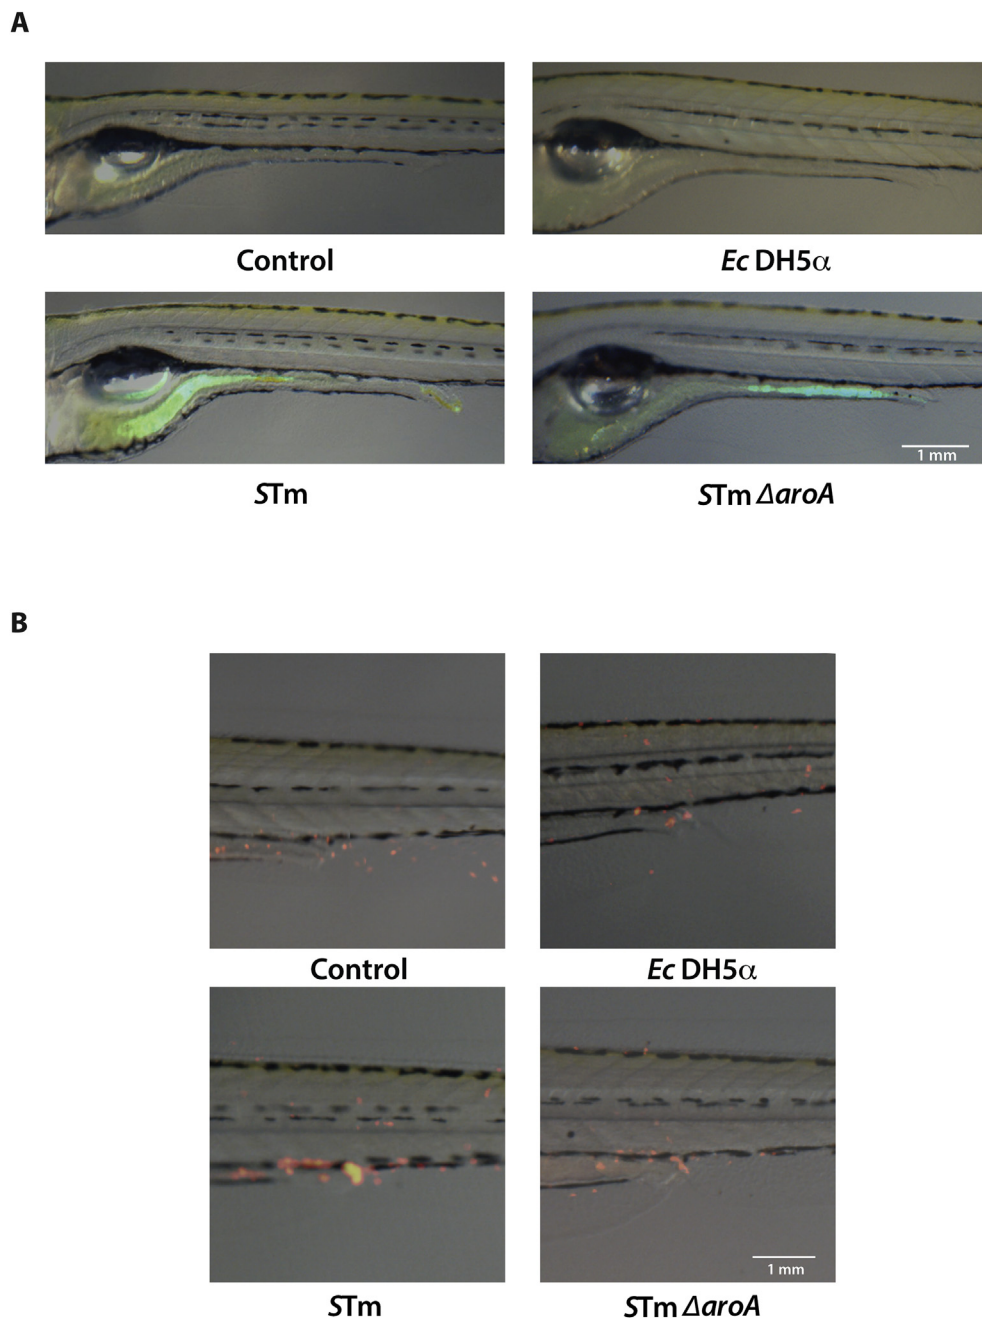 A
Control
Ec DH5α
1 mm
STm
STm ΔaroA
B
Control
Ec DH5α
1 mm
STm
STm ΔaroA